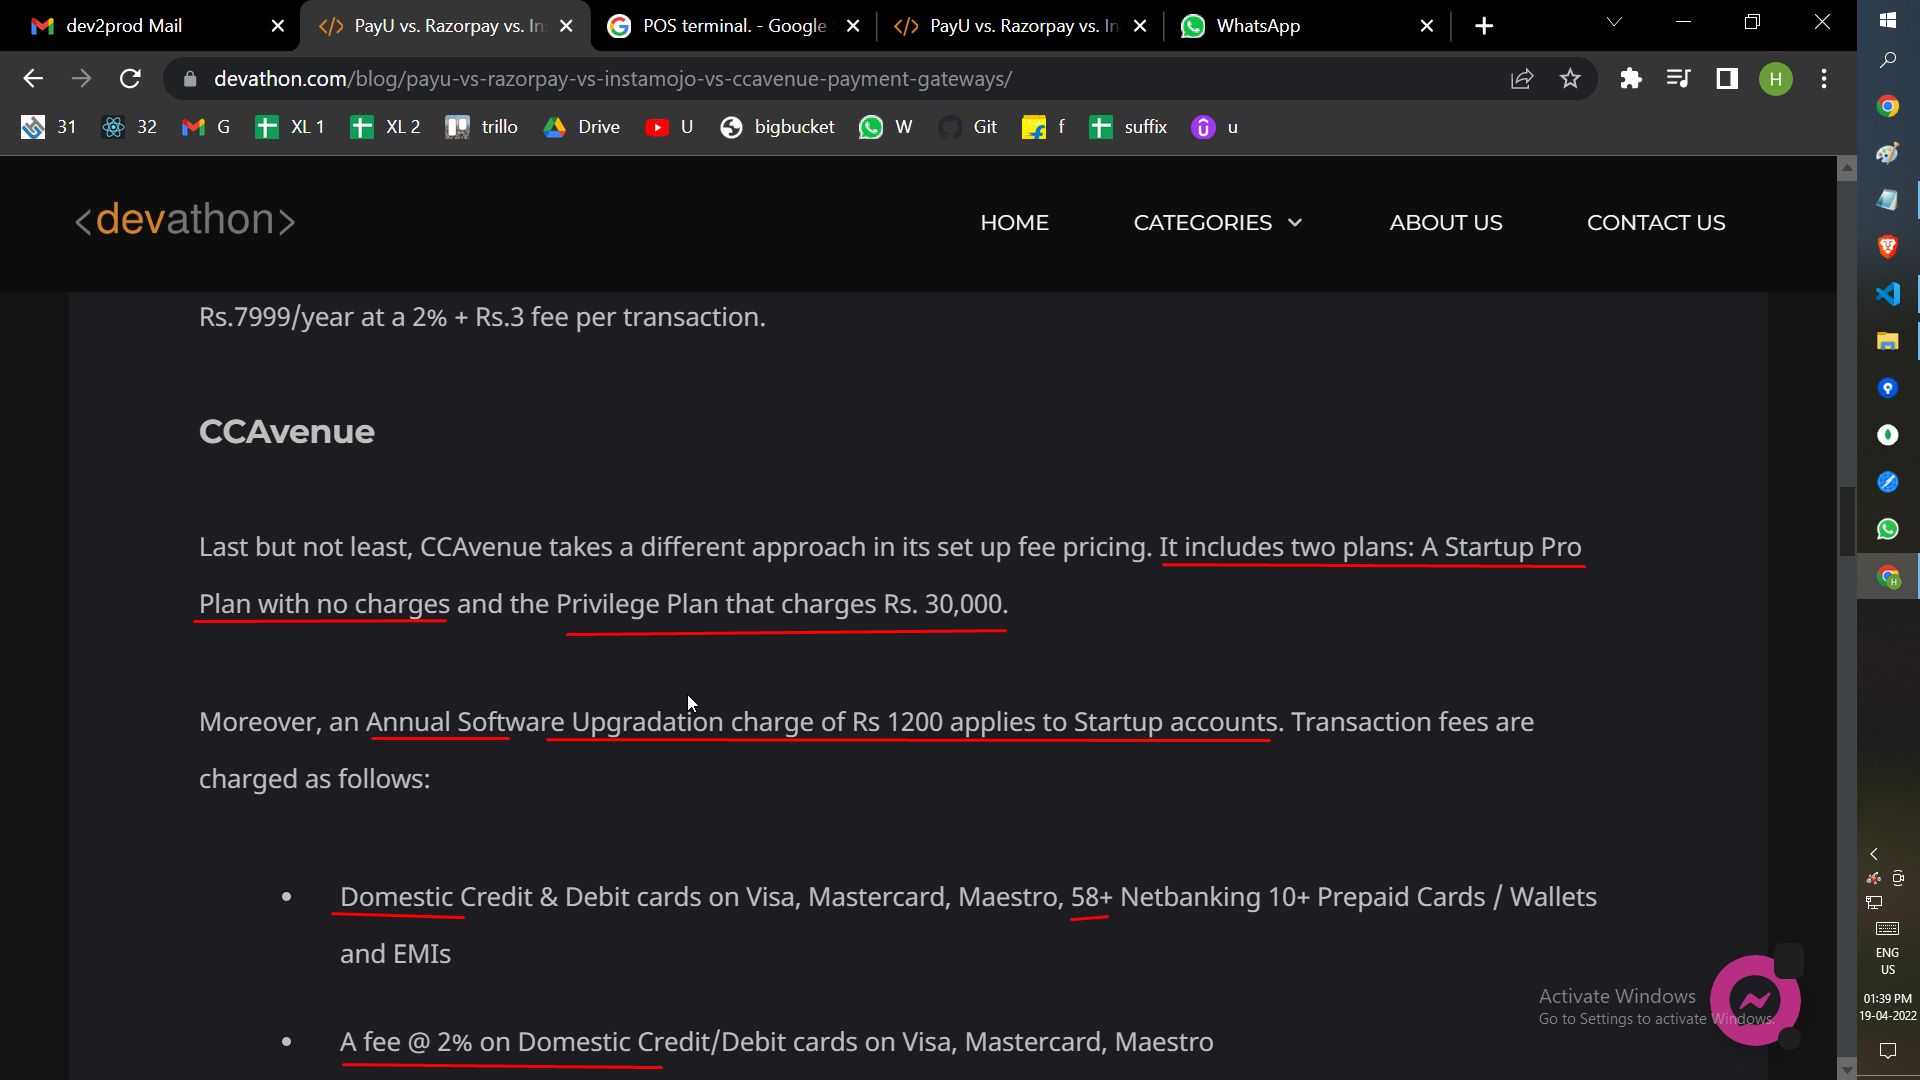 dev2prod Mail
PayU vs. Razorpay vs. In
POS terminal. - Google
PayU vs. Razorpay vs. In
WhatsApp
devathon.com/blog/payu-vs-razorpay-vs-instamojo-vs-ccavenue-payment-gateways/
H
31
32
G
XL 1
XL 2
trillo
Drive
U
bigbucket
W
Git
f
suffix
u
<devathon>
HOME
CATEGORIES
ABOUT US
CONTACT US
Rs.7999/year at a 2% + Rs.3 fee per transaction.
CCAvenue
Last but not least, CCAvenue takes a different approach in its set up fee pricing. It includes two plans: A Startup Pro
Plan with no charges and the Privilege Plan that charges Rs. 30,000.
Moreover, an Annual Software Upgradation charge of Rs 1200 applies to Startup accounts. Transaction fees are
charged as follows:
• Domestic Credit & Debit cards on Visa, Mastercard, Maestro, 58+ Netbanking 10+ Prepaid Cards / Wallets
and EMIs
• A fee @ 2% on Domestic Credit/Debit cards on Visa, Mastercard, Maestro
Activate Windows
Go to Settings to activate Windows.
ENG
US
01:39 PM
19-04-2022